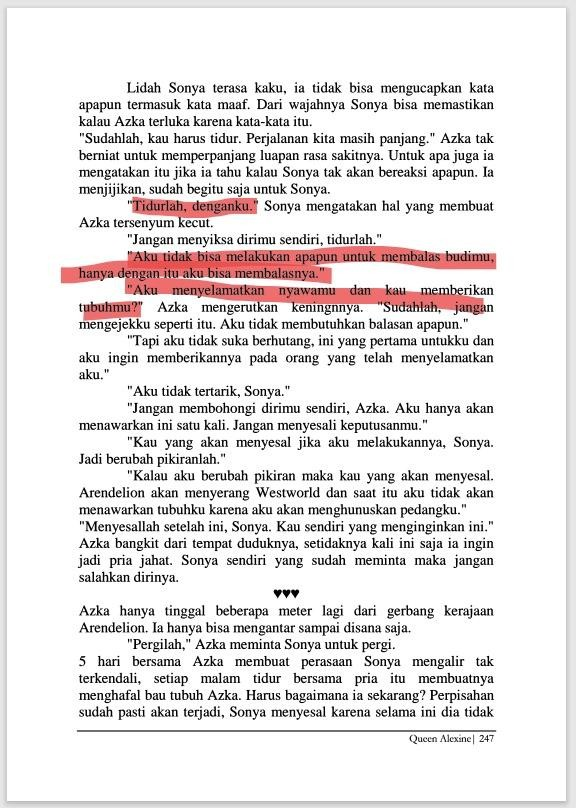 Lidah Sonya terasa kaku, ia tidak bisa mengucapkan kata
apapun termasuk kata maaf. Dari wajahnya Sonya bisa memastikan
kalau Azka terluka karena kata-kata itu.
"Sudahlah, kau harus tidur. Perjalanan kita masih panjang." Azka tak
berniat untuk memperpanjang luapan rasa sakitnya. Untuk apa juga ia
mengatakan itu jika ia tahu kalau Sonya tak akan bereaksi apapun. Ia
menjijikan, sudah begitu saja untuk Sonya.
"Tidurlah, denganku." Sonya mengatakan hal yang membuat
Azka tersenyum kecut.
"Jangan menyiksa dirimu sendiri, tidurlah."
"Aku tidak bisa melakukan apapun untuk membalas budimu,
hanya dengan itu aku bisa membalasnya."
"Aku menyelamatkan nyawamu dan kau memberikan
tubuhmu?" Azka mengerutkan keningnnya. "Sudahlah, jangan
mengejekku seperti itu. Aku tidak membutuhkan balasan apapun."
"Tapi aku tidak suka berhutang, ini yang pertama untukku dan
aku ingin memberikannya pada orang yang telah menyelamatkan
aku."
"Aku tidak tertarik, Sonya."
"Jangan membohongi dirimu sendiri, Azka. Aku hanya akan
menawarkan ini satu kali. Jangan menyesali keputusanmu."
"Kau yang akan menyesal jika aku melakukannya, Sonya.
Jadi berubah pikiranlah."
"Kalau aku berubah pikiran maka kau yang akan menyesal.
Arendelion akan menyerang Westworld dan saat itu aku tidak akan
menawarkan tubuhku karena aku akan menghunuskan pedangku."
"Menyesallah setelah ini, Sonya. Kau sendiri yang menginginkan ini."
Azka bangkit dari tempat duduknya, setidaknya kali ini saja ia ingin
jadi pria jahat. Sonya sendiri yang sudah meminta maka jangan
salahkan dirinya.
♥♥♥
Azka hanya tinggal beberapa meter lagi dari gerbang kerajaan
Arendelion. Ia hanya bisa mengantar sampai disana saja.
"Pergilah," Azka meminta Sonya untuk pergi.
5 hari bersama Azka membuat perasaan Sonya mengalir tak
terkendali, setiap malam tidur bersama pria itu membuatnya
menghafal bau tubuh Azka. Harus bagaimana ia sekarang? Perpisahan
sudah pasti akan terjadi, Sonya menyesal karena selama ini dia tidak
Queen Alexine| 247